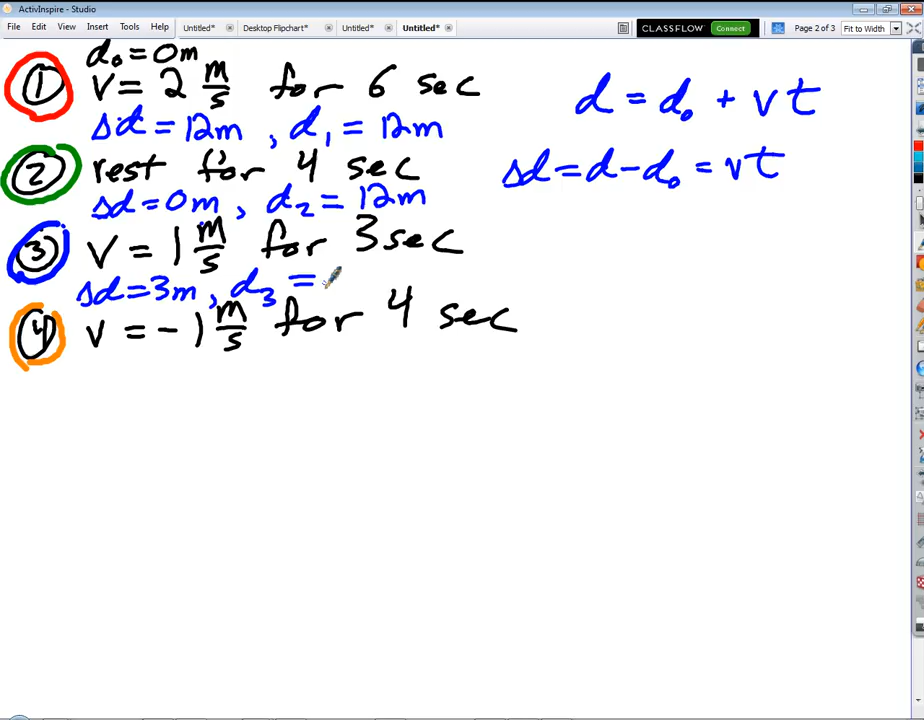 ActivInspire - Studio
File Edit View Insert Tools Help Untitled* Desktop Flipchart* Untitled* Untitled* CLASSFLOW Connect Page 2 of 3 Fit to Width
d₀ = 0m
① v = 2 m/s for 6 sec
Δd = 12m , d₁ = 12m
② rest for 4 sec
Δd = 0m , d₂ = 12m
③ v = 1 m/s for 3 sec
Δd = 3m , d₃ =
④ v = -1 m/s for 4 sec
d = d₀ + vt
Δd = d - d₀ = vt